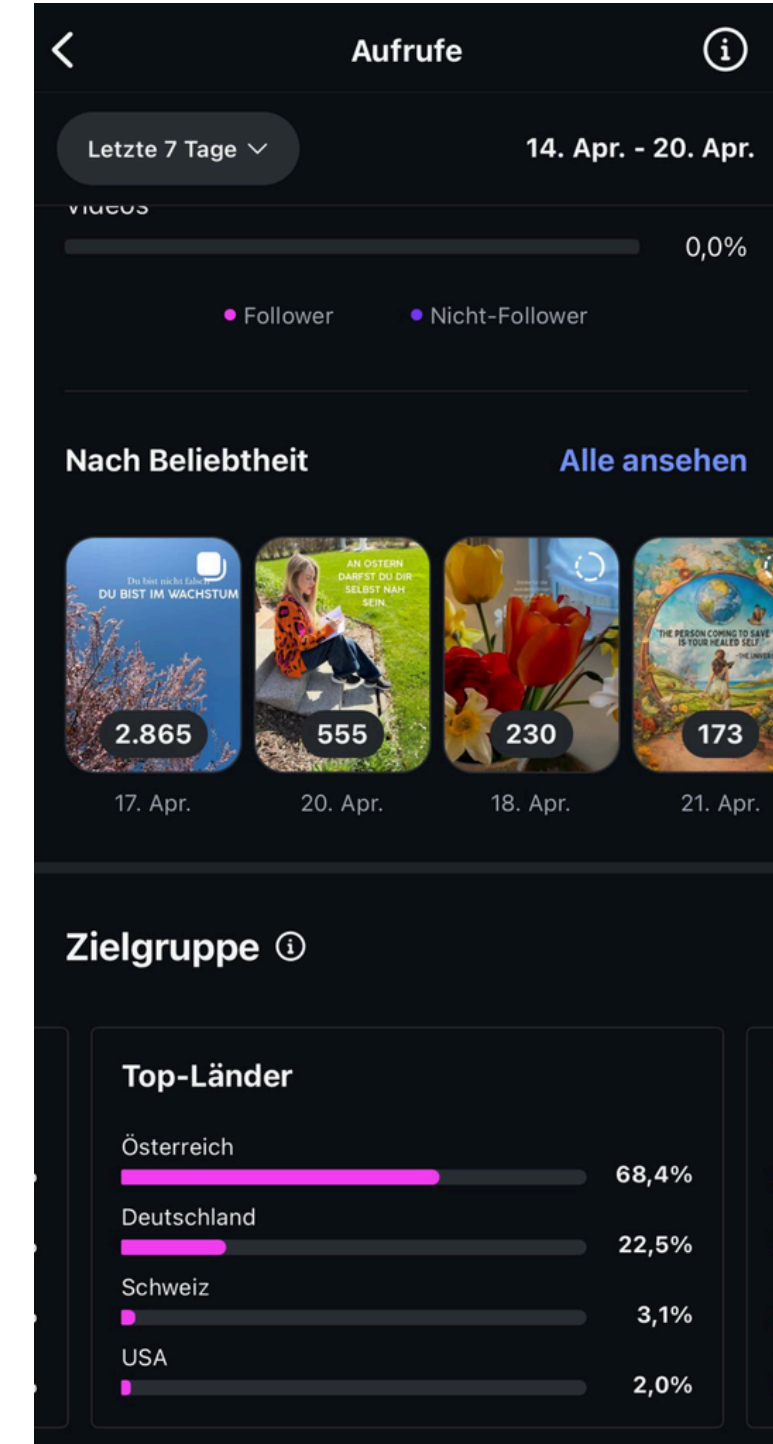 Aufrufe
Letzte 7 Tage
14. Apr. - 20. Apr.
Videos
0,0%
Follower
Nicht-Follower
Nach Beliebtheit
Alle ansehen
Du bist nicht falsch
DU BIST IM WACHSTUM
2.865
17. Apr.
AN OSTERN
DARFST DU DIR
SELBST NAH
SEIN.
555
20. Apr.
230
18. Apr.
"THE PERSON COMING TO SAVE
IS YOUR HEALED SELF."
-THE UNIVER
173
21. Apr.
Zielgruppe
Top-Länder
Österreich
68,4%
Deutschland
22,5%
Schweiz
3,1%
USA
2,0%